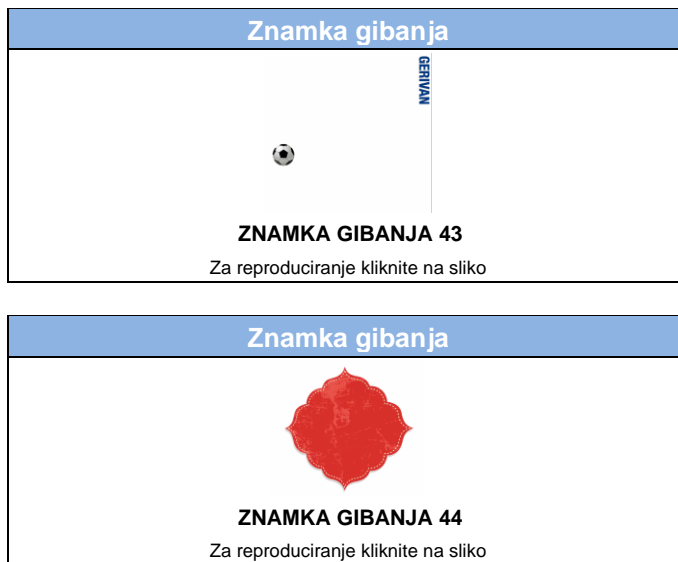 Znamka gibanja
GERIVAN
ZNAMKA GIBANJA 43
Za reproduciranje kliknite na sliko
Znamka gibanja
ZNAMKA GIBANJA 44
Za reproduciranje kliknite na sliko